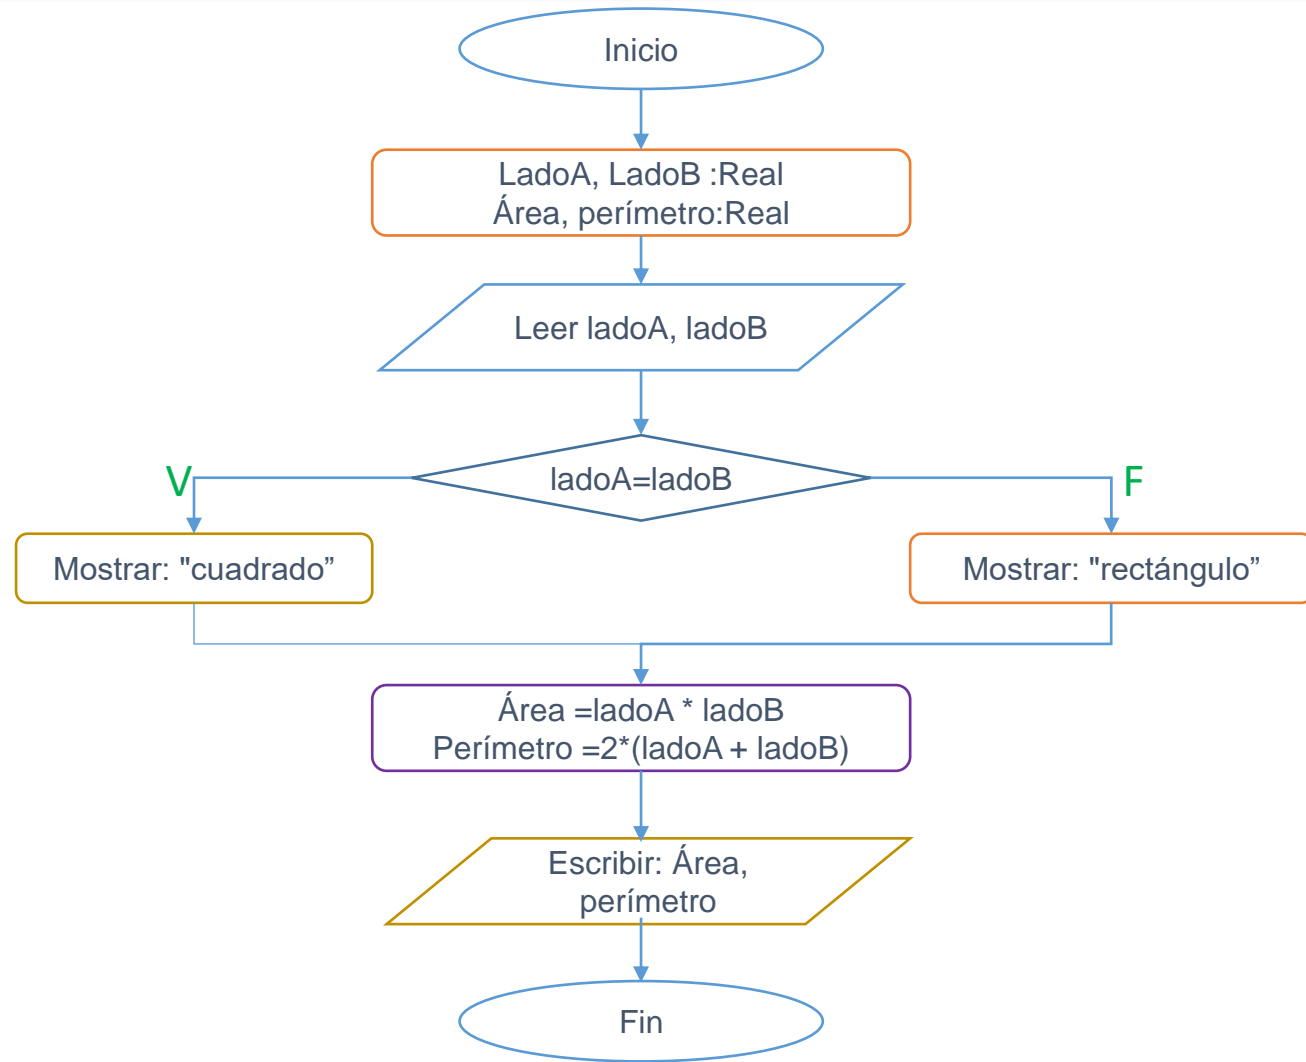 Inicio
LadoA, LadoB :Real
Área, perímetro:Real
Leer ladoA, ladoB
V
ladoA=ladoB
F
Mostrar: "cuadrado”
Mostrar: "rectángulo”
Área =ladoA * ladoB
Perímetro =2*(ladoA + ladoB)
Escribir: Área,
perímetro
Fin